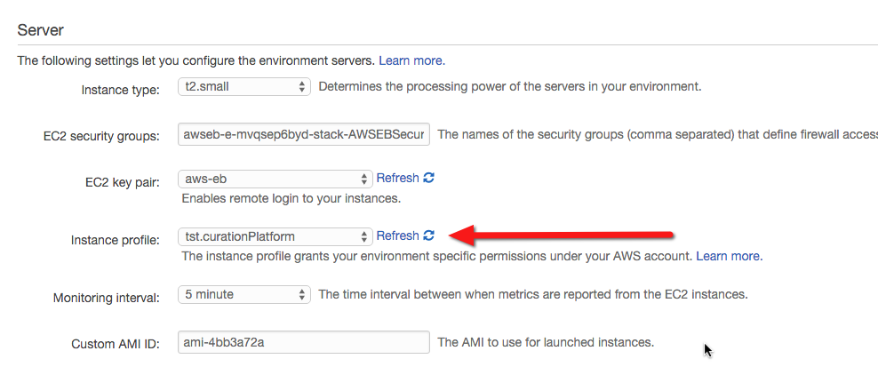 Server
The following settings let you configure the environment servers. Learn more.
Instance type: t2.small Determines the processing power of the servers in your environment.
EC2 security groups: awseb-e-mvqsep6byd-stack-AWSEBSecur The names of the security groups (comma separated) that define firewall access
EC2 key pair: aws-eb Refresh
Enables remote login to your instances.
Instance profile: tst.curationPlatform Refresh
The instance profile grants your environment specific permissions under your AWS account. Learn more.
Monitoring interval: 5 minute The time interval between when metrics are reported from the EC2 instances.
Custom AMI ID: ami-4bb3a72a The AMI to use for launched instances.